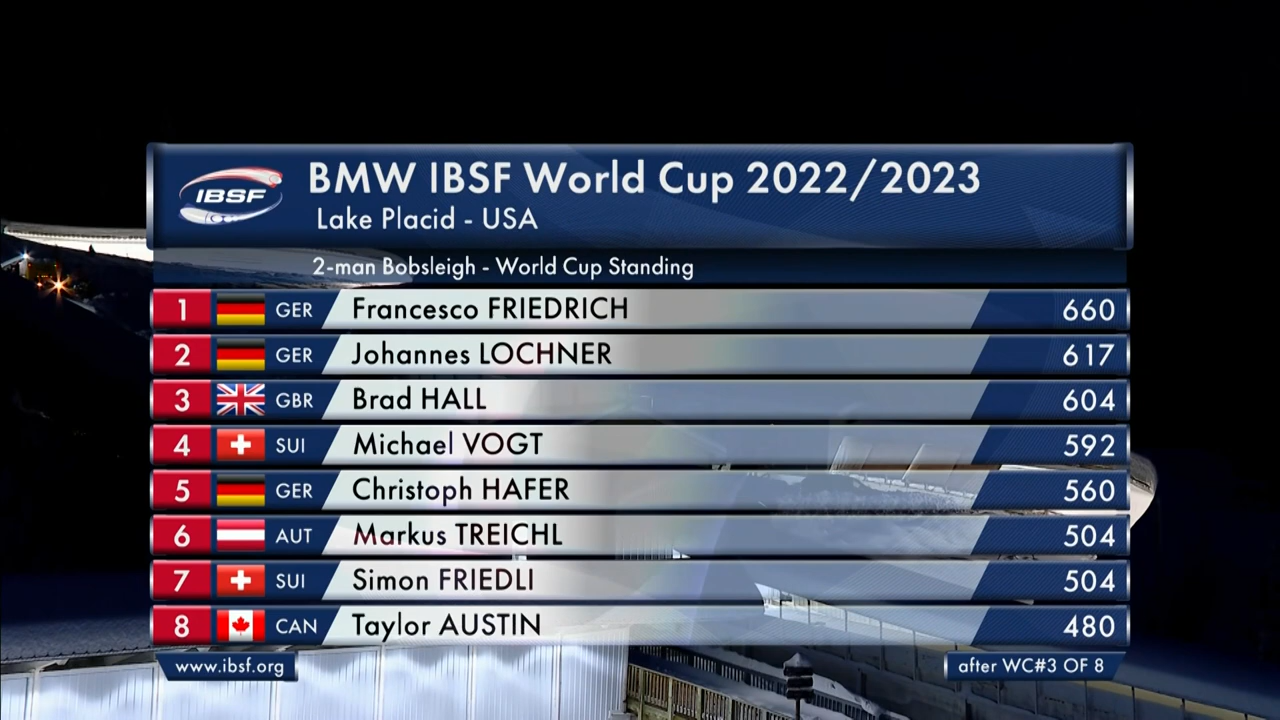 IBSF
BMW IBSF World Cup 2022/2023
Lake Placid - USA
2-man Bobsleigh - World Cup Standing
1 GER Francesco FRIEDRICH 660
2 GER Johannes LOCHNER 617
3 GBR Brad HALL 604
4 SUI Michael VOGT 592
5 GER Christoph HAFER 560
6 AUT Markus TREICHL 504
7 SUI Simon FRIEDLI 504
8 CAN Taylor AUSTIN 480
www.ibsf.org after WC#3 OF 8